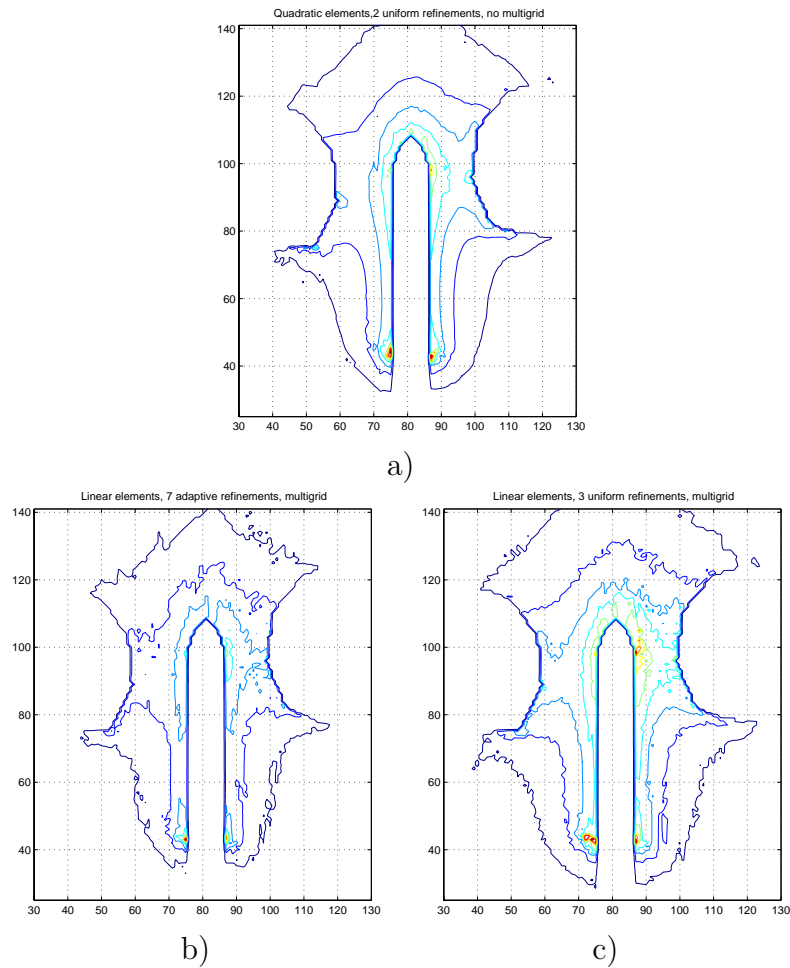 Quadratic elements,2 uniform refinements, no multigrid
140
120
100
80
60
40
30 40 50 60 70 80 90 100 110 120 130
a)
Linear elements, 7 adaptive refinements, multigrid
140
120
100
80
60
40
30 40 50 60 70 80 90 100 110 120 130
b)
Linear elements, 3 uniform refinements, multigrid
140
120
100
80
60
40
30 40 50 60 70 80 90 100 110 120 130
c)